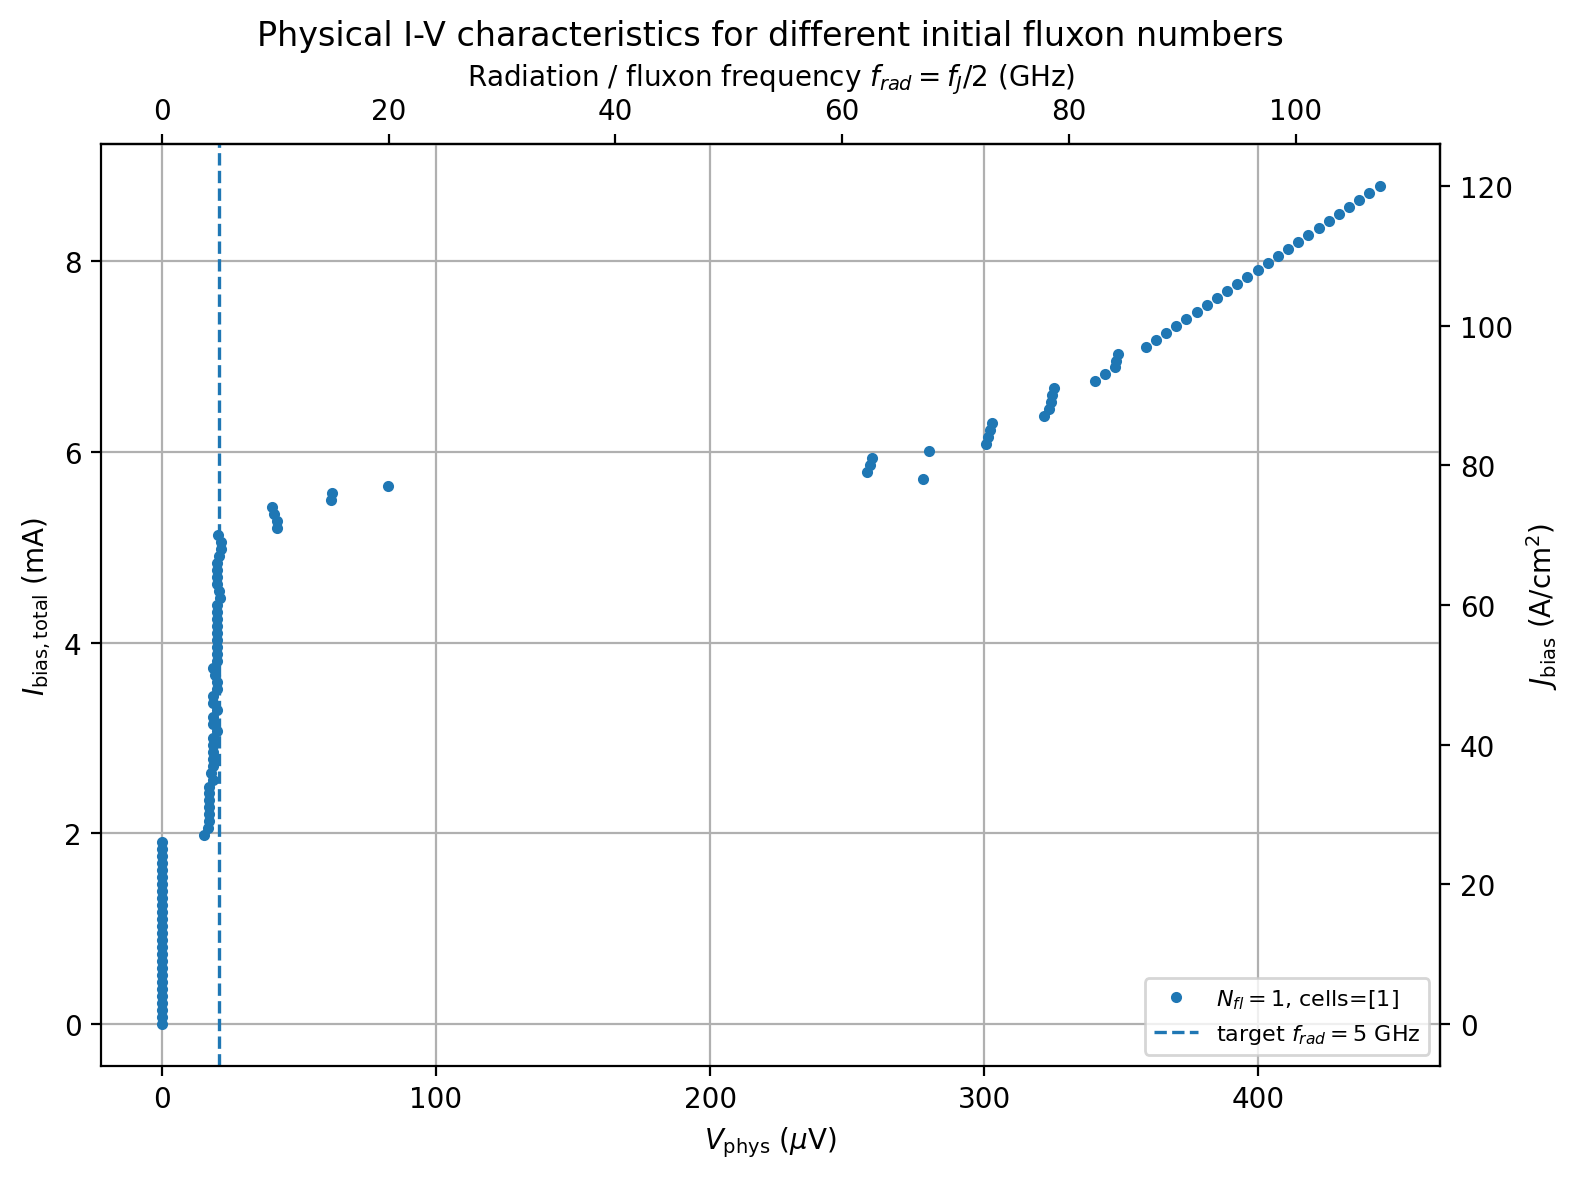 Physical I-V characteristics for different initial fluxon numbers
Radiation / fluxon frequency f_rad = f_J/2 (GHz)
0 20 40 60 80 100
8
6
4
2
0
I_bias, total (mA)
120
100
80
60
40
20
0
J_bias (A/cm²)
N_fl = 1, cells=[1]
target f_rad = 5 GHz
0 100 200 300 400
V_phys (μV)